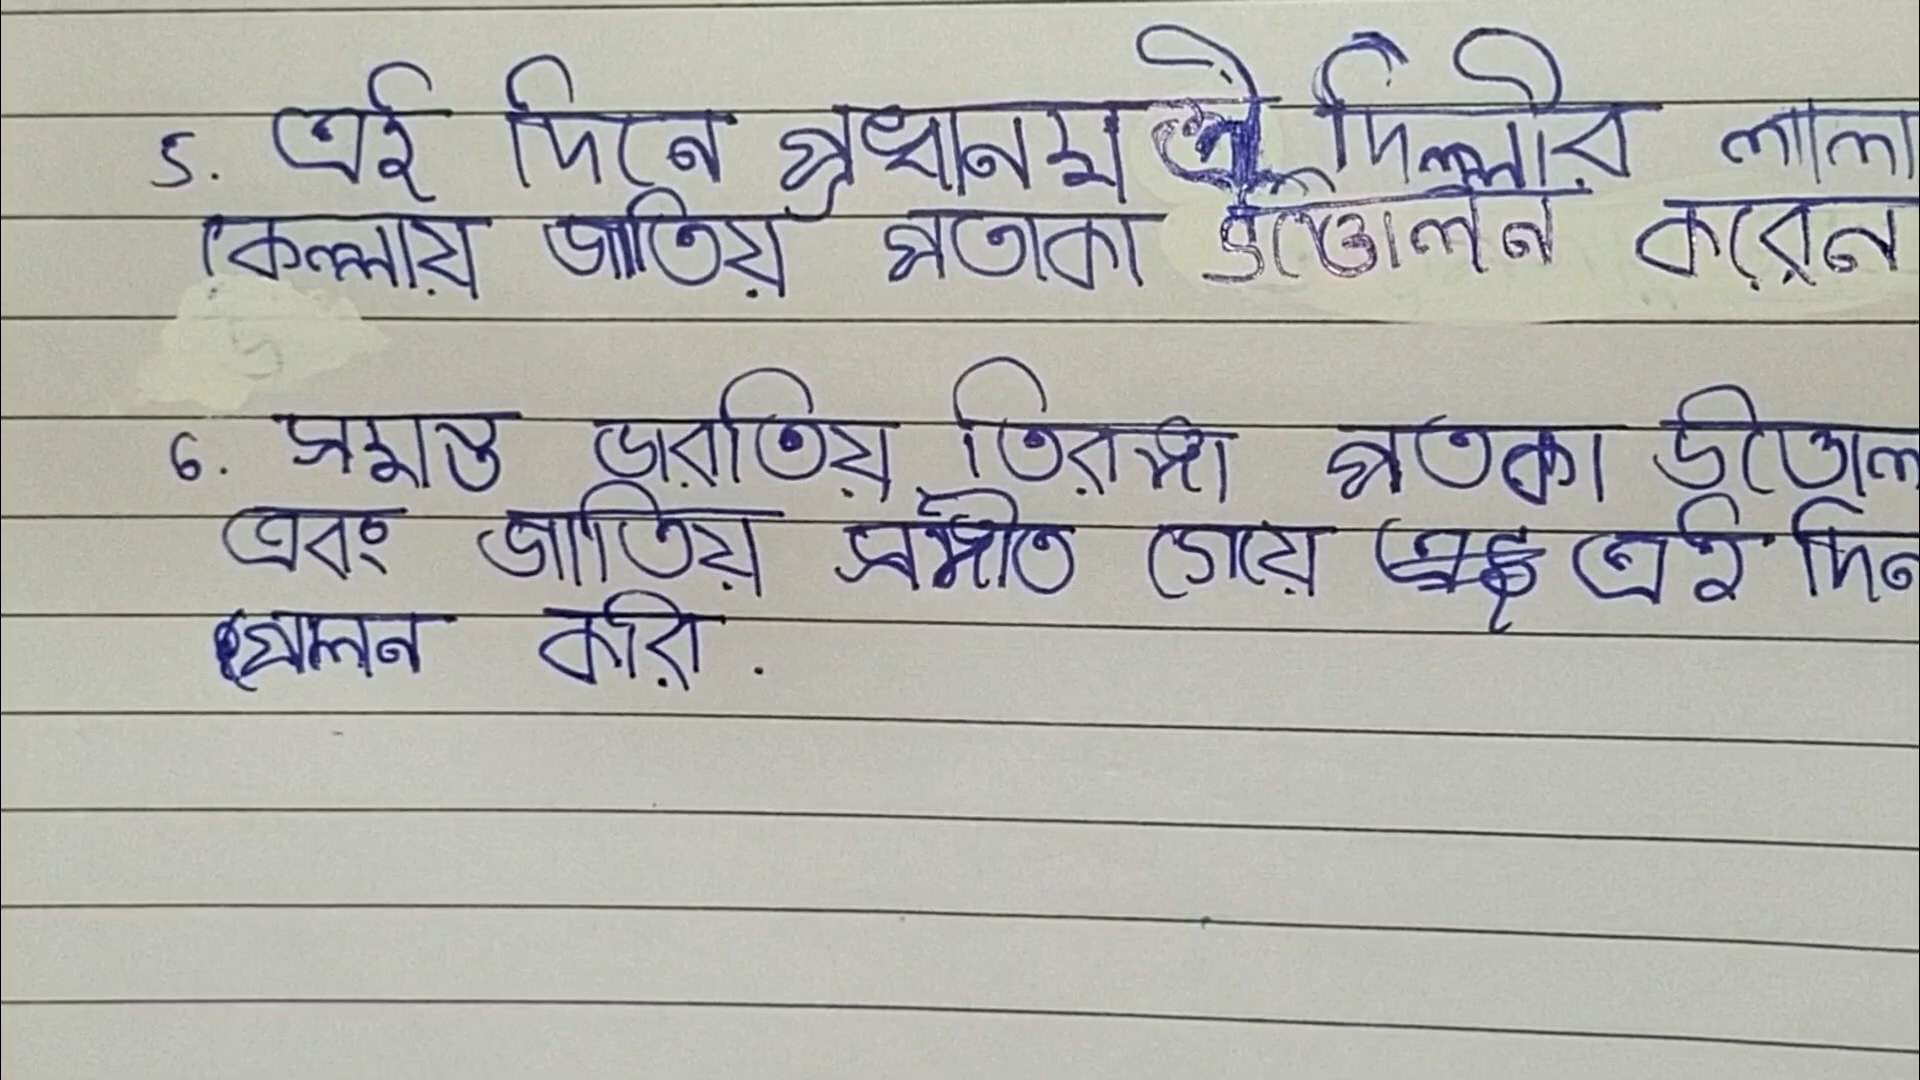 5. এই দিনে প্রধানমন্ত্রী দিল্লীর লাল
কেল্লায় জাতিয় পতাকা উত্তোলন করেন
6. সমস্ত ভারতিয় তিরঙ্গা পতকা উত্তোল
এবং জাতিয় সঙ্গীত গেয়ে এই দিন
পালন করি.